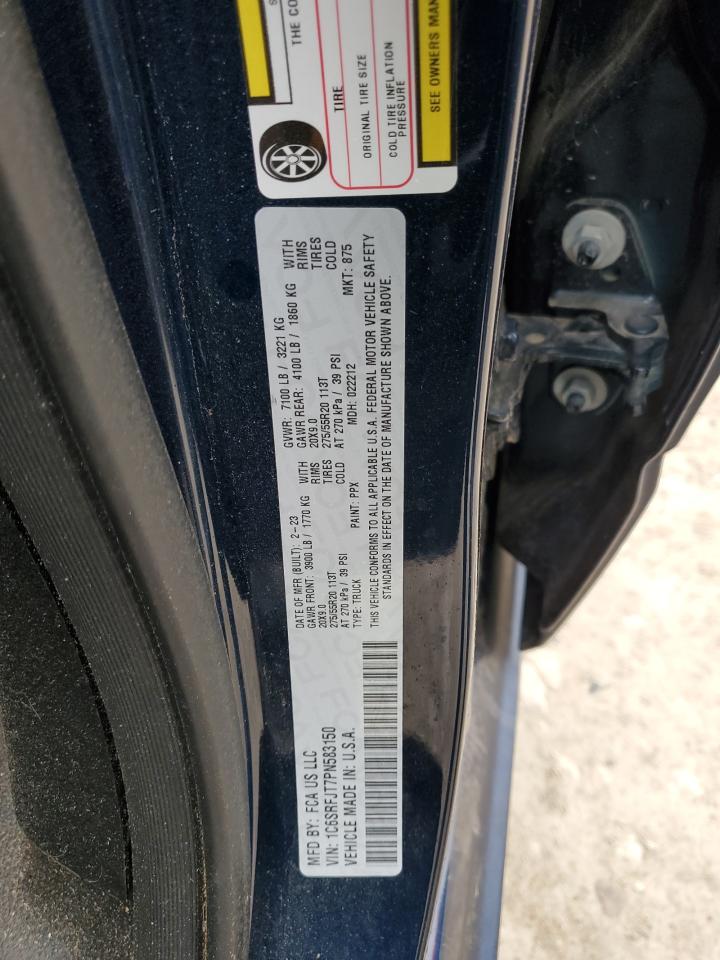 THE CO
TIRE
ORIGINAL TIRE SIZE
COLD TIRE INFLATION
PRESSURE
SEE OWNERS MAN
MFD BY: FCA US LLC
VIN: 1C6SRFJT7PN583150
VEHICLE MADE IN: U.S.A.
DATE OF MFR (BUILT): 2-23 GVWR: 7100 LB / 3221 KG
GAWR FRONT: 3900 LB / 1770 KG WITH GAWR REAR: 4100 LB / 1860 KG WITH
20X9.0 RIMS 20X9.0 RIMS
275/55R20 113T TIRES 275/55R20 113T TIRES
AT 270 kPa / 39 PSI COLD AT 270 kPa / 39 PSI COLD
TYPE: TRUCK PAINT: PPX MDH: 022212 MKT: 875
THIS VEHICLE CONFORMS TO ALL APPLICABLE U.S.A. FEDERAL MOTOR VEHICLE SAFETY
STANDARDS IN EFFECT ON THE DATE OF MANUFACTURE SHOWN ABOVE.